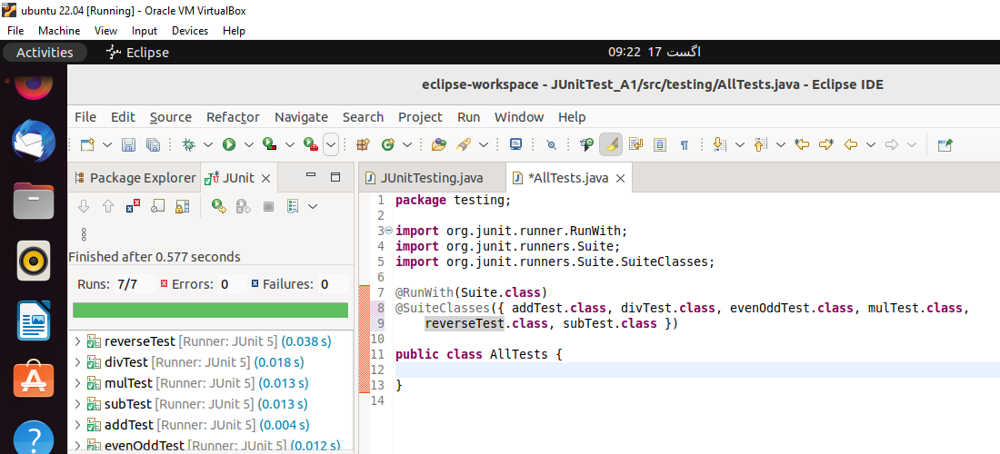 ubuntu 22.04 [Running] - Oracle VM VirtualBox
File Machine View Input Devices Help
Activities Eclipse 09:22 17 اگست
eclipse-workspace - JUnitTest_A1/src/testing/AllTests.java - Eclipse IDE
File Edit Source Refactor Navigate Search Project Run Window Help
Package Explorer JUnit
JUnitTesting.java *AllTests.java
Finished after 0.577 seconds
Runs: 7/7 Errors: 0 Failures: 0
reverseTest [Runner: JUnit 5] (0.038 s)
divTest [Runner: JUnit 5] (0.018 s)
mulTest [Runner: JUnit 5] (0.013 s)
subTest [Runner: JUnit 5] (0.013 s)
addTest [Runner: JUnit 5] (0.004 s)
evenOddTest [Runner: JUnit 5] (0.012 s)
1 package testing;
2
3 import org.junit.runner.RunWith;
4 import org.junit.runners.Suite;
5 import org.junit.runners.Suite.SuiteClasses;
6
7 @RunWith(Suite.class)
8 @SuiteClasses({ addTest.class, divTest.class, evenOddTest.class, mulTest.class,
9 reverseTest.class, subTest.class })
10
11 public class AllTests {
12
13 }
14